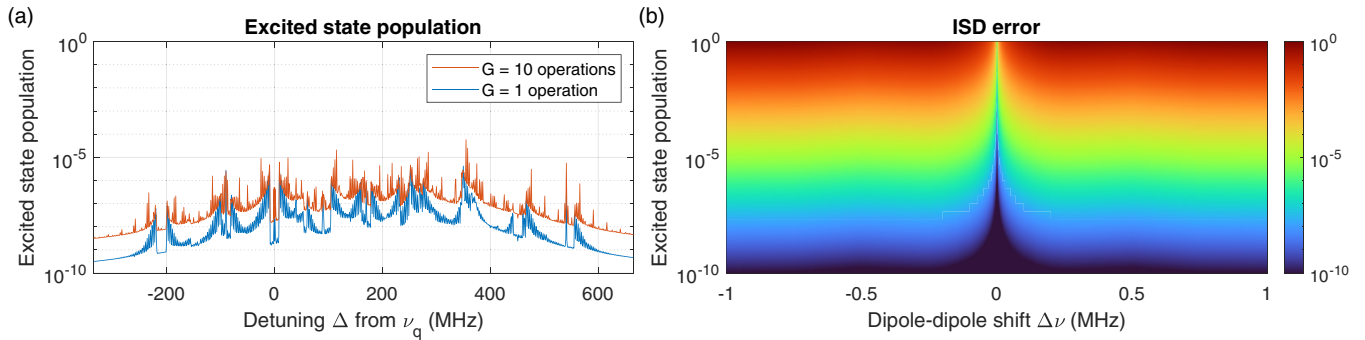 (a)
Excited state population
10^0
10^-5
10^-10
Excited state population
G = 10 operations
G = 1 operation
-200
0
200
400
600
Detuning Δ from ν_q (MHz)
(b)
ISD error
10^0
10^-5
10^-10
Excited state population
-1
-0.5
0
0.5
1
Dipole-dipole shift Δν (MHz)
10^0
10^-5
10^-10